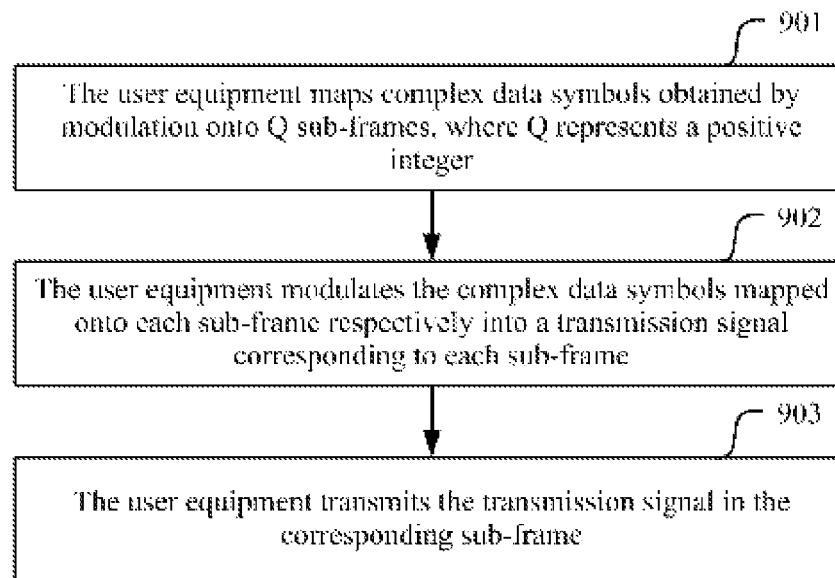 901
The user equipment maps complex data symbols obtained by
modulation onto Q sub-frames, where Q represents a positive
integer
902
The user equipment modulates the complex data symbols mapped
onto each sub-frame respectively into a transmission signal
corresponding to each sub-frame
903
The user equipment transmits the transmission signal in the
corresponding sub-frame